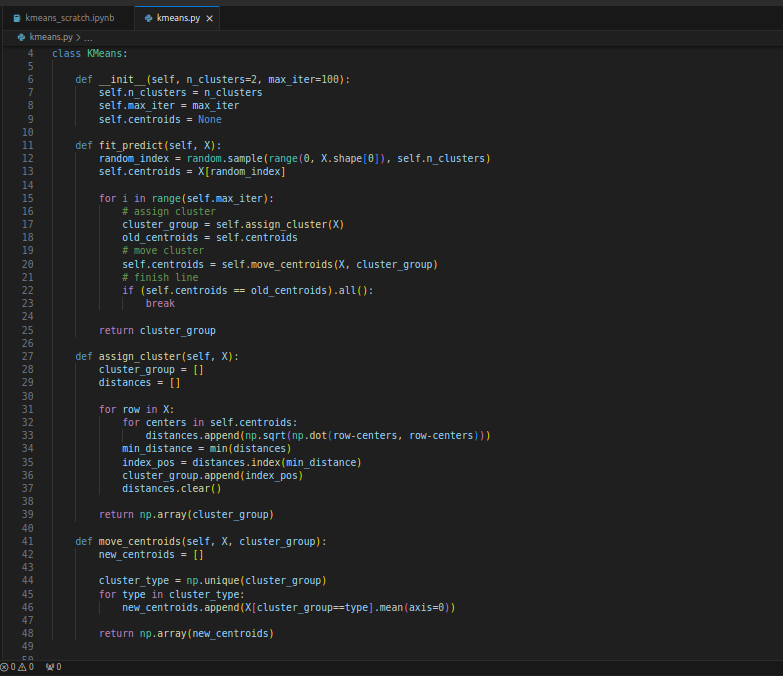 kmeans_scratch.ipynb kmeans.py ×
kmeans.py > ...
4 class KMeans:
5
6     def __init__(self, n_clusters=2, max_iter=100):
7         self.n_clusters = n_clusters
8         self.max_iter = max_iter
9         self.centroids = None
10
11     def fit_predict(self, X):
12         random_index = random.sample(range(0, X.shape[0]), self.n_clusters)
13         self.centroids = X[random_index]
14
15         for i in range(self.max_iter):
16             # assign cluster
17             cluster_group = self.assign_cluster(X)
18             old_centroids = self.centroids
19             # move cluster
20             self.centroids = self.move_centroids(X, cluster_group)
21             # finish line
22             if (self.centroids == old_centroids).all():
23                 break
24
25         return cluster_group
26
27     def assign_cluster(self, X):
28         cluster_group = []
29         distances = []
30
31         for row in X:
32             for centers in self.centroids:
33                 distances.append(np.sqrt(np.dot(row-centers, row-centers)))
34             min_distance = min(distances)
35             index_pos = distances.index(min_distance)
36             cluster_group.append(index_pos)
37             distances.clear()
38
39         return np.array(cluster_group)
40
41     def move_centroids(self, X, cluster_group):
42         new_centroids = []
43
44         cluster_type = np.unique(cluster_group)
45         for type in cluster_type:
46             new_centroids.append(X[cluster_group==type].mean(axis=0))
47
48         return np.array(new_centroids)
49
0 0 0